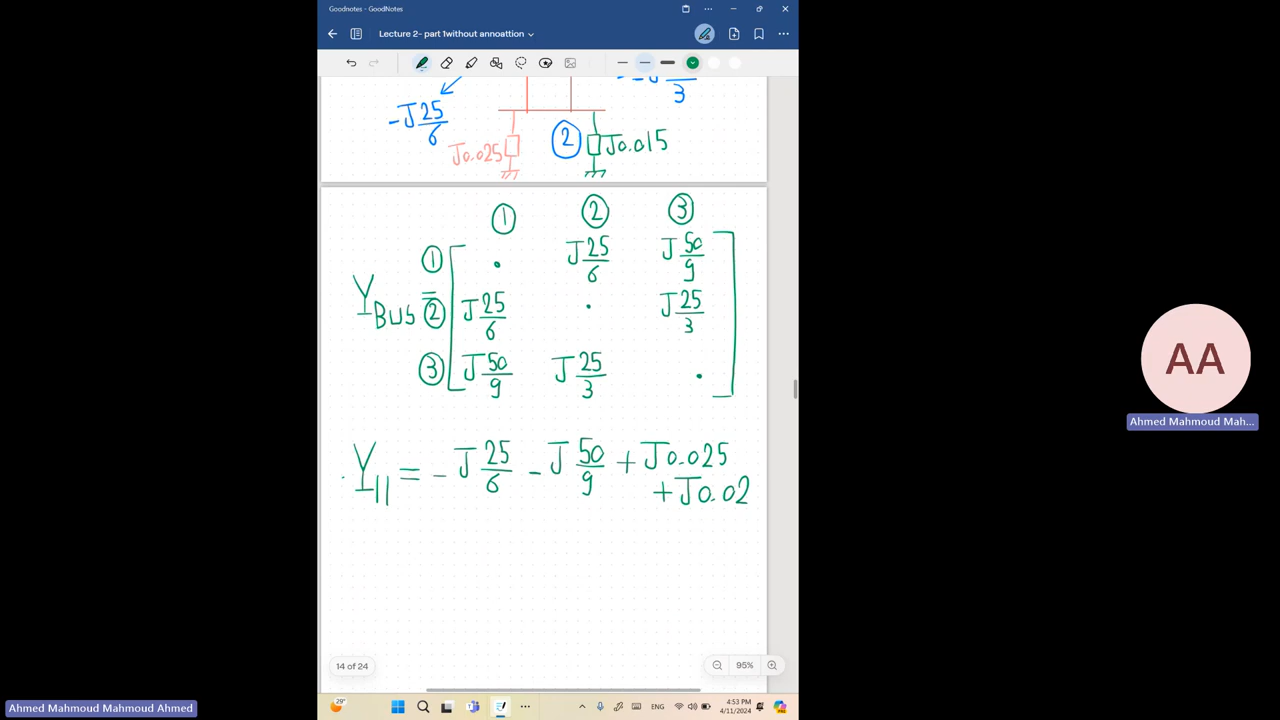 Goodnotes - GoodNotes
Lecture 2- part 1without annoattion
-J25/6
3
J0.025
2
J0.015
1 2 3
1 . J25/6 J50/9
YBus = 2 J25/6 . J25/3
3 J50/9 J25/3 .
Y11 = -J25/6 - J50/9 + J0.025
+J0.02
14 of 24
95%
AA
Ahmed Mahmoud Mah...
Ahmed Mahmoud Mahmoud Ahmed
29°
ENG
4:53 PM
4/11/2024